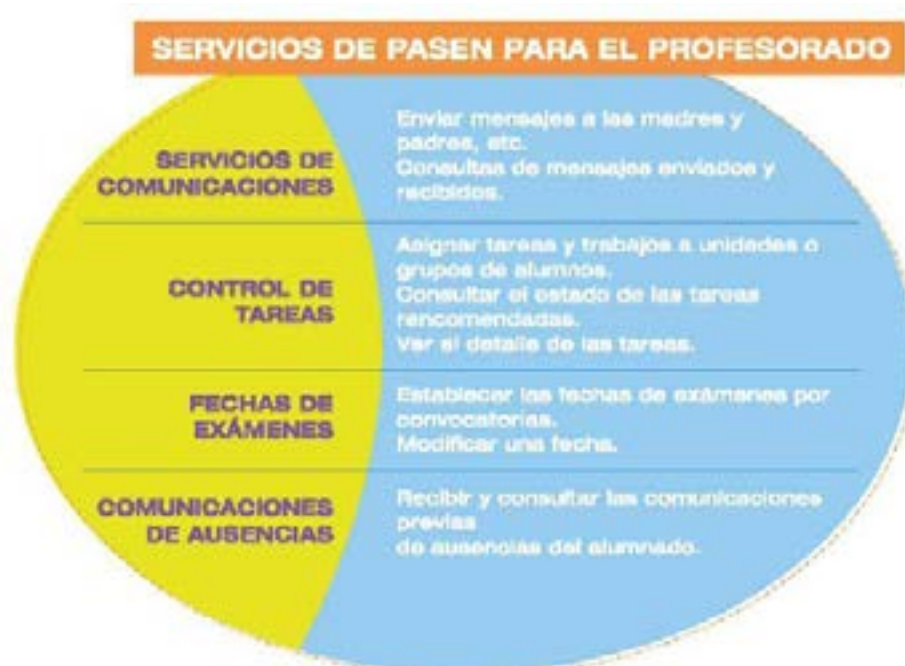 SERVICIOS DE PASEN PARA EL PROFESORADO
SERVICIOS DE
COMUNICACIONES
Enviar mensajes a las madres y
padres, etc.
Consultas de mensajes enviados y
recibidos.
CONTROL DE
TAREAS
Asignar tareas y trabajos a unidades o
grupos de alumnos.
Consultar el estado de las tareas
rencomendadas.
Ver el detalle de las tareas.
FECHAS DE
EXÁMENES
Establecer las fechas de exámenes por
convocatorias.
Modificar una fecha.
COMUNICACIONES
DE AUSENCIAS
Recibir y consultar las comunicaciones
previas
de ausencias del alumnado.